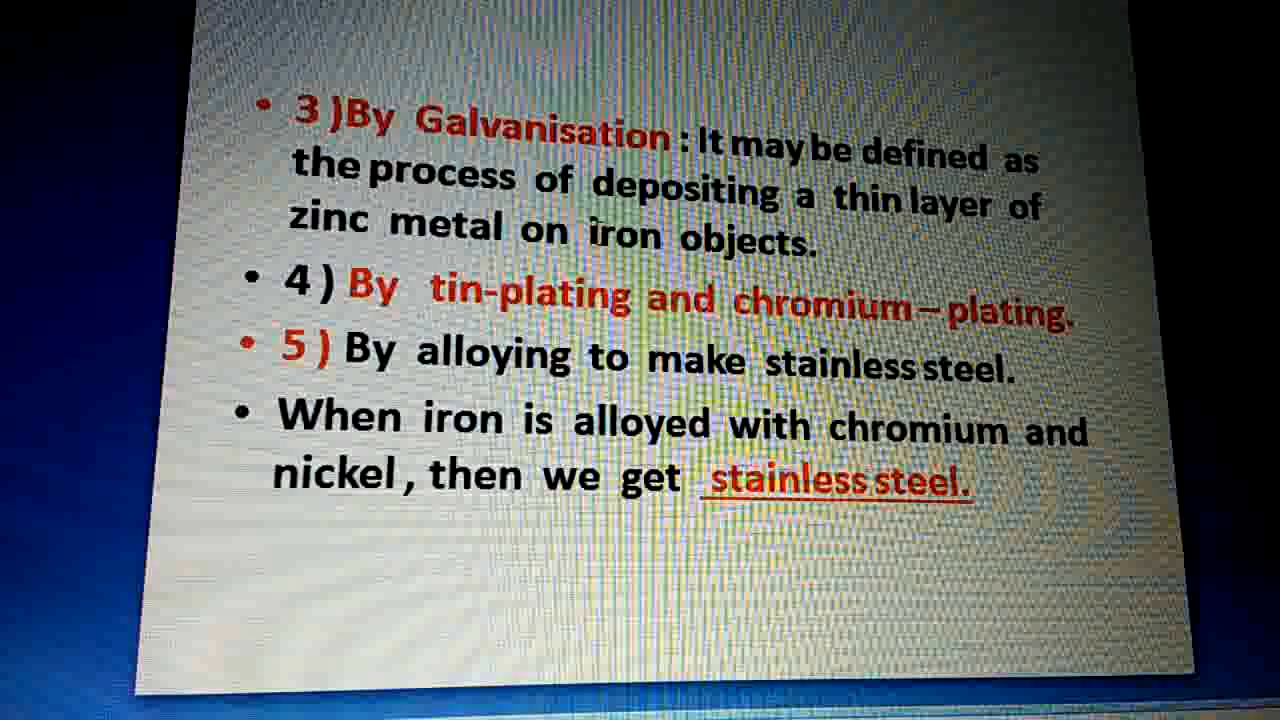 • 3 )By Galvanisation : It may be defined as
the process of depositing a thin layer of
zinc metal on iron objects.
• 4 ) By tin-plating and chromium – plating.
• 5 ) By alloying to make stainless steel.
• When iron is alloyed with chromium and
nickel , then we get stainless steel.